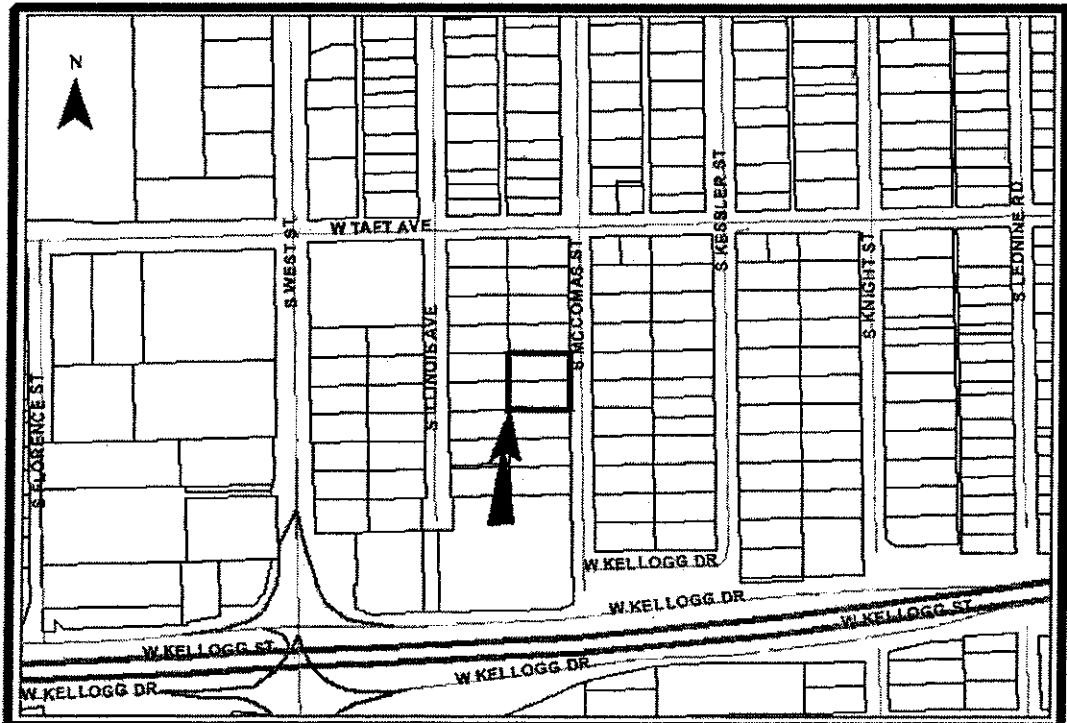 N
W TAFT AVE
S FLORENCE ST
S WEST ST
S ILLINOIS AVE
S MCCOMAS ST
S KESSLER ST
S KNIGHT ST
S LEONINE RD
W KELLOGG DR
W KELLOGG DR
W KELLOGG ST
W KELLOGG ST
W KELLOGG DR
W KELLOGG DR